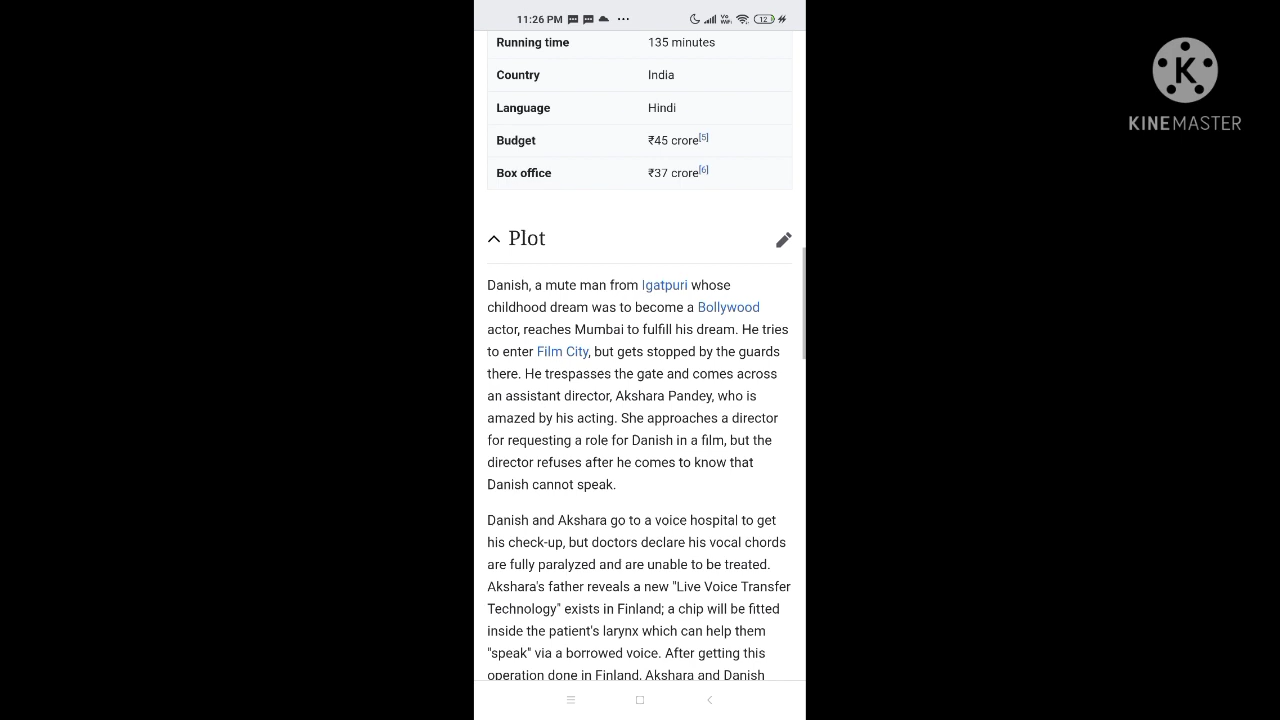 11:26 PM
Vo
WiFi
12
K
KINEMASTER
Running time 135 minutes
Country India
Language Hindi
Budget ₹45 crore[5]
Box office ₹37 crore[6]
Plot
Danish, a mute man from Igatpuri whose
childhood dream was to become a Bollywood
actor, reaches Mumbai to fulfill his dream. He tries
to enter Film City, but gets stopped by the guards
there. He trespasses the gate and comes across
an assistant director, Akshara Pandey, who is
amazed by his acting. She approaches a director
for requesting a role for Danish in a film, but the
director refuses after he comes to know that
Danish cannot speak.
Danish and Akshara go to a voice hospital to get
his check-up, but doctors declare his vocal chords
are fully paralyzed and are unable to be treated.
Akshara's father reveals a new "Live Voice Transfer
Technology" exists in Finland; a chip will be fitted
inside the patient's larynx which can help them
"speak" via a borrowed voice. After getting this
operation done in Finland, Akshara and Danish